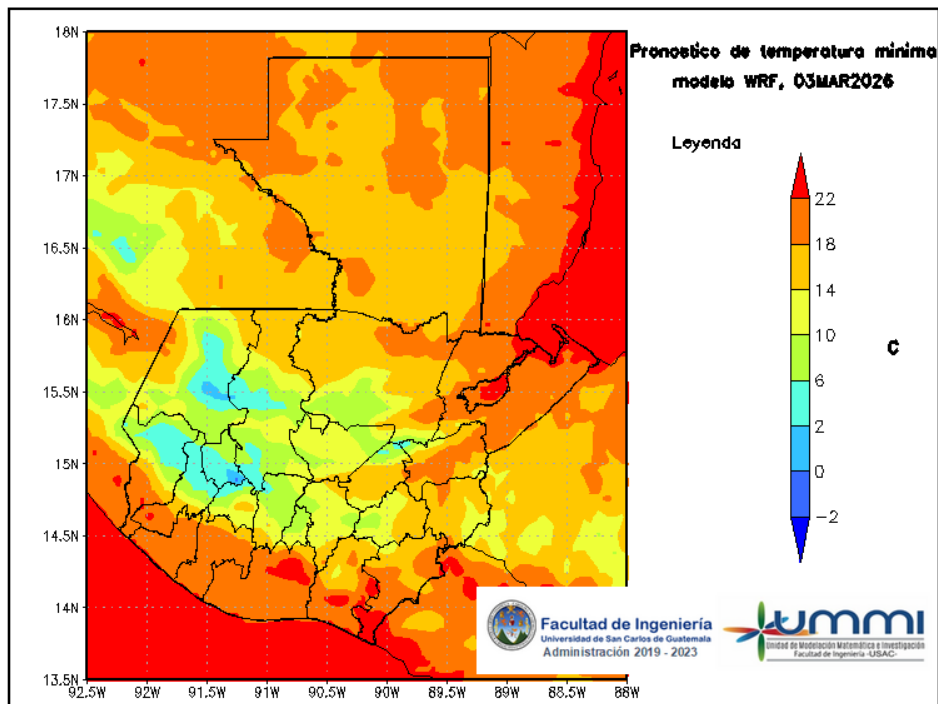 Pronostico de temperatura minima
modelo WRF, 03MAR2026
Leyenda
22
18
14
10
6
2
0
−2
C
18N
17.5N
17N
16.5N
16N
15.5N
15N
14.5N
14N
13.5N
92.5W 92W 91.5W 91W 90.5W 90W 89.5W 89W 88.5W 88W
Facultad de Ingeniería
Universidad de San Carlos de Guatemala
Administración 2019 - 2023
UMMI
Unidad de Modelación Matemática e Investigación
Facultad de Ingeniería -USAC-